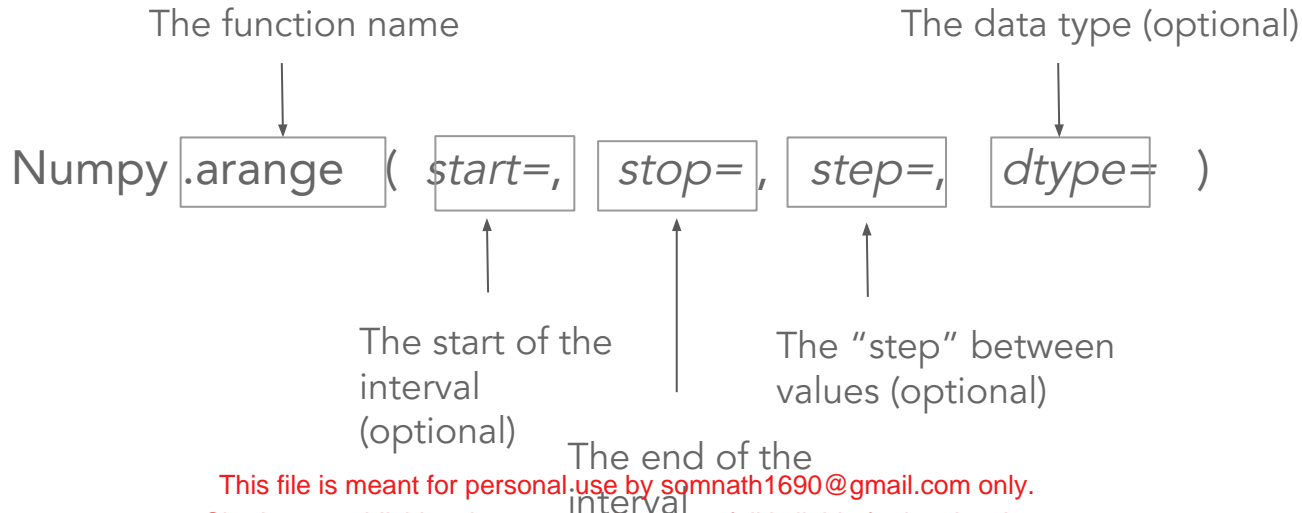 The function name
The data type (optional)
Numpy .arange ( start=, stop= , step=, dtype= )
The start of the
interval
(optional)
The "step" between
values (optional)
The end of the
interval
This file is meant for personal use by somnath1690@gmail.com only.